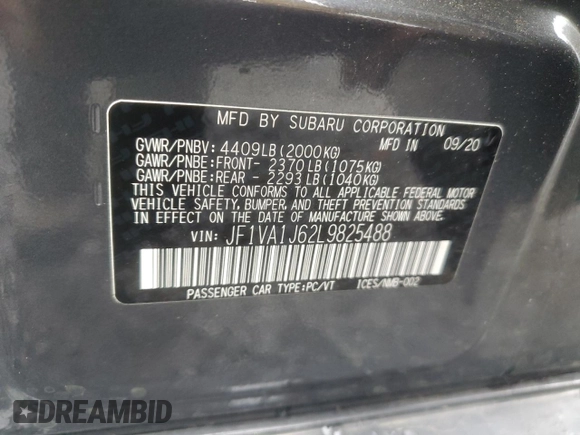 MFD BY SUBARU CORPORATION
GVWR/PNBV: 4409LB(2000KG) MFD IN 09/20
GAWR/PNBE:FRONT- 2370LB(1075KG)
GAWR/PNBE:REAR - 2293LB(1040KG)
THIS VEHICLE CONFORMS TO ALL APPLICABLE FEDERAL MOTOR
VEHICLE SAFETY, BUMPER, AND THEFT PREVENTION STANDARDS
IN EFFECT ON THE DATE OF MANUFACTURE SHOWN ABOVE.
VIN: JF1VA1J62L9825488
PASSENGER CAR TYPE:PC/VT ICES/NMB-002
DREAMBID